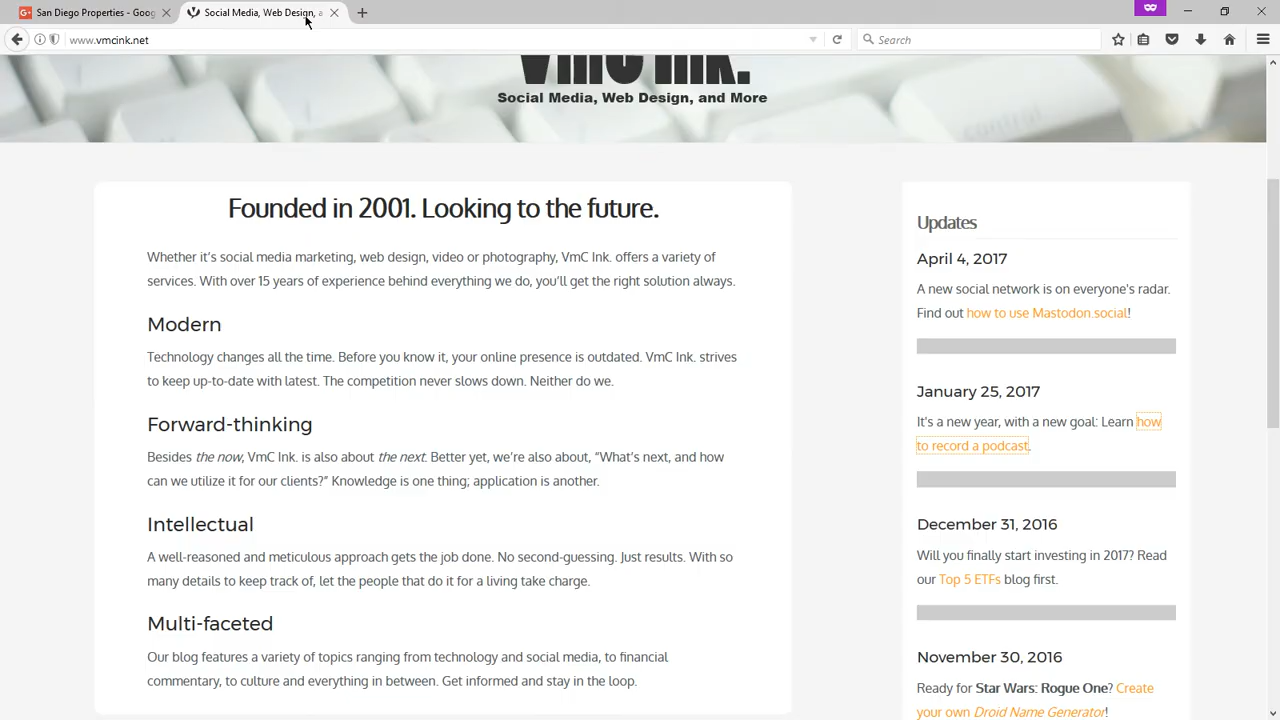 San Diego Properties - Goog
Social Media, Web Design, a
www.vmcink.net
Search
VmC Ink.
Social Media, Web Design, and More
control
Founded in 2001. Looking to the future.
Whether it's social media marketing, web design, video or photography, VmC Ink. offers a variety of
services. With over 15 years of experience behind everything we do, you'll get the right solution always.
Modern
Technology changes all the time. Before you know it, your online presence is outdated. VmC Ink. strives
to keep up-to-date with latest. The competition never slows down. Neither do we.
Forward-thinking
Besides the now, VmC Ink. is also about the next. Better yet, we're also about, “What's next, and how
can we utilize it for our clients?” Knowledge is one thing; application is another.
Intellectual
A well-reasoned and meticulous approach gets the job done. No second-guessing. Just results. With so
many details to keep track of, let the people that do it for a living take charge.
Multi-faceted
Our blog features a variety of topics ranging from technology and social media, to financial
commentary, to culture and everything in between. Get informed and stay in the loop.
Updates
April 4, 2017
A new social network is on everyone's radar.
Find out how to use Mastodon.social!
January 25, 2017
It's a new year, with a new goal: Learn how
to record a podcast.
December 31, 2016
Will you finally start investing in 2017? Read
our Top 5 ETFs blog first.
November 30, 2016
Ready for Star Wars: Rogue One? Create
your own Droid Name Generator!